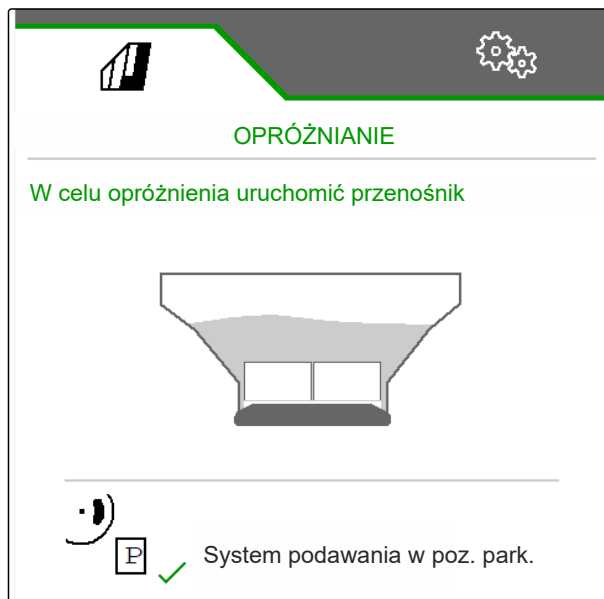 OPRÓŻNIANIE
W celu opróżnienia uruchomić przenośnik
P
System podawania w poz. park.